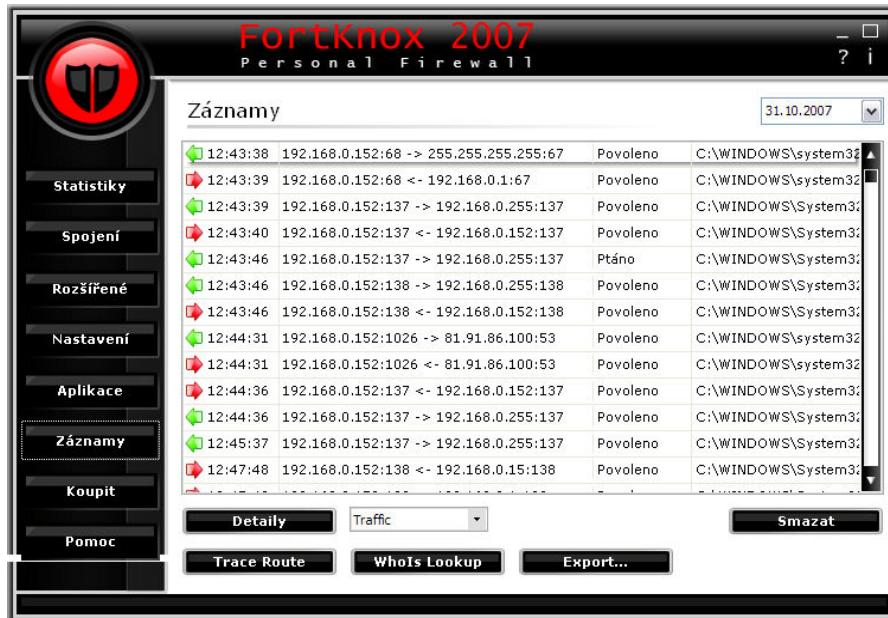 FortKnox 2007
Personal Firewall
? i
Záznamy
31.10.2007
12:43:38 192.168.0.152:68 -> 255.255.255.255:67 Povoleno C:\WINDOWS\system32
12:43:39 192.168.0.152:68 <- 192.168.0.1:67 Povoleno C:\WINDOWS\system32
12:43:39 192.168.0.152:137 -> 192.168.0.255:137 Povoleno C:\WINDOWS\System32
12:43:40 192.168.0.152:137 <- 192.168.0.152:137 Povoleno C:\WINDOWS\System32
12:43:46 192.168.0.152:137 -> 192.168.0.255:137 Ptáno C:\WINDOWS\System32
12:43:46 192.168.0.152:138 -> 192.168.0.255:138 Povoleno C:\WINDOWS\System32
12:43:46 192.168.0.152:138 <- 192.168.0.152:138 Povoleno C:\WINDOWS\System32
12:44:31 192.168.0.152:1026 -> 81.91.86.100:53 Povoleno C:\WINDOWS\system32
12:44:31 192.168.0.152:1026 <- 81.91.86.100:53 Povoleno C:\WINDOWS\system32
12:44:36 192.168.0.152:137 <- 192.168.0.152:137 Povoleno C:\WINDOWS\System32
12:44:36 192.168.0.152:137 -> 192.168.0.255:137 Povoleno C:\WINDOWS\System32
12:45:37 192.168.0.152:137 -> 192.168.0.255:137 Povoleno C:\WINDOWS\System32
12:47:48 192.168.0.152:138 <- 192.168.0.15:138 Povoleno C:\WINDOWS\System32
Statistiky
Spojení
Rozšířené
Nastavení
Aplikace
Záznamy
Koupit
Pomoc
Detaily
Traffic
Smazat
Trace Route
WhoIs Lookup
Export...